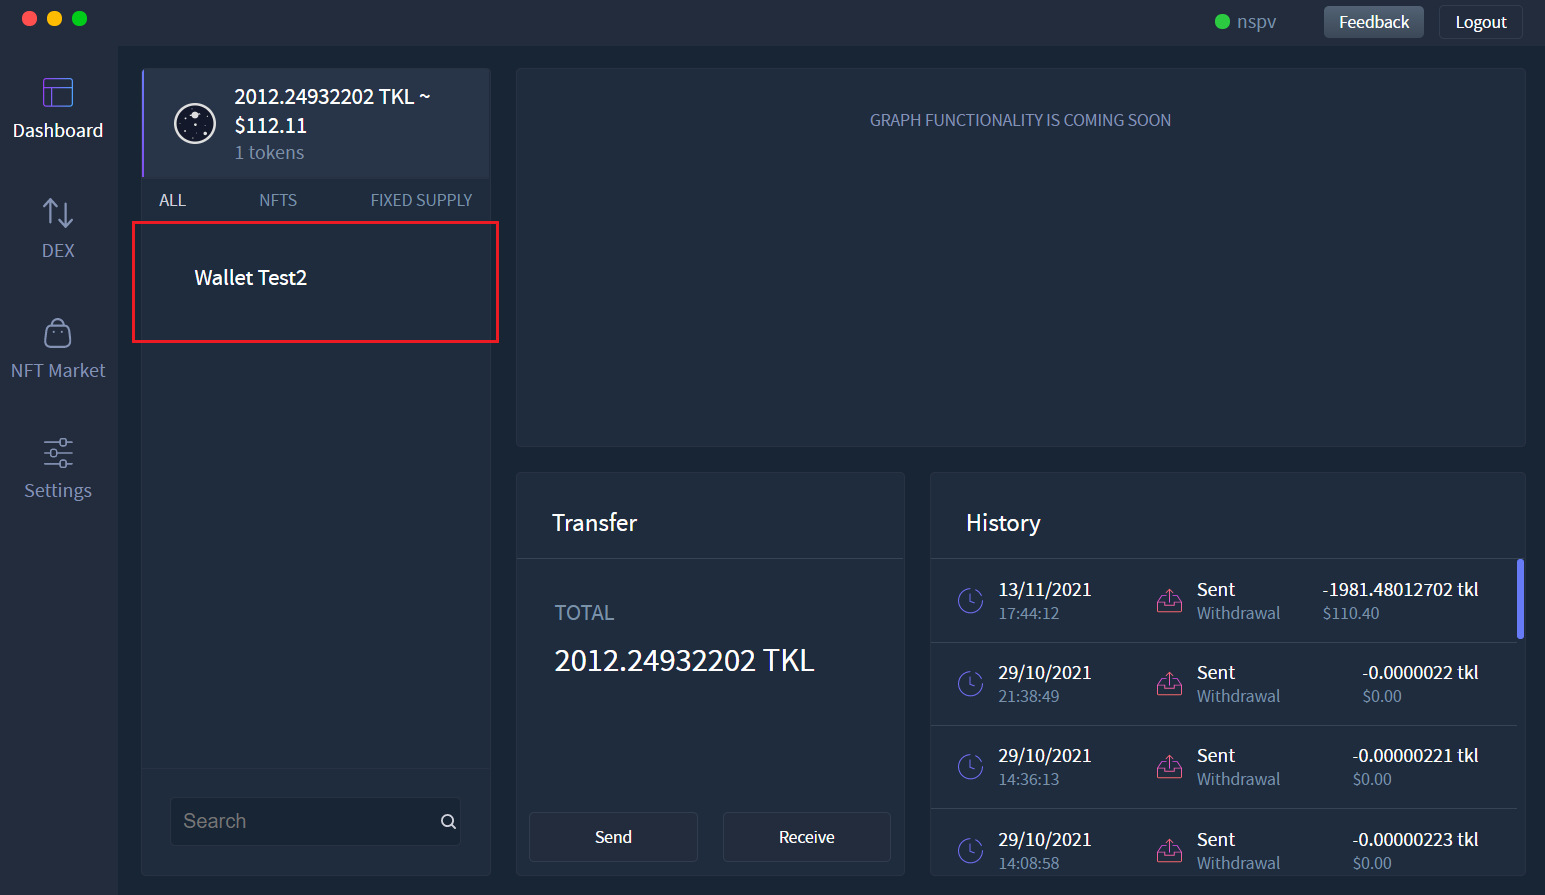 nspv
Feedback
Logout
Dashboard
DEX
NFT Market
Settings
2012.24932202 TKL ~
$112.11
1 tokens
ALL NFTS FIXED SUPPLY
Wallet Test2
Search
GRAPH FUNCTIONALITY IS COMING SOON
Transfer
TOTAL
2012.24932202 TKL
Send Receive
History
13/11/2021 Sent -1981.48012702 tkl
17:44:12 Withdrawal $110.40
29/10/2021 Sent -0.0000022 tkl
21:38:49 Withdrawal $0.00
29/10/2021 Sent -0.00000221 tkl
14:36:13 Withdrawal $0.00
29/10/2021 Sent -0.00000223 tkl
14:08:58 Withdrawal $0.00